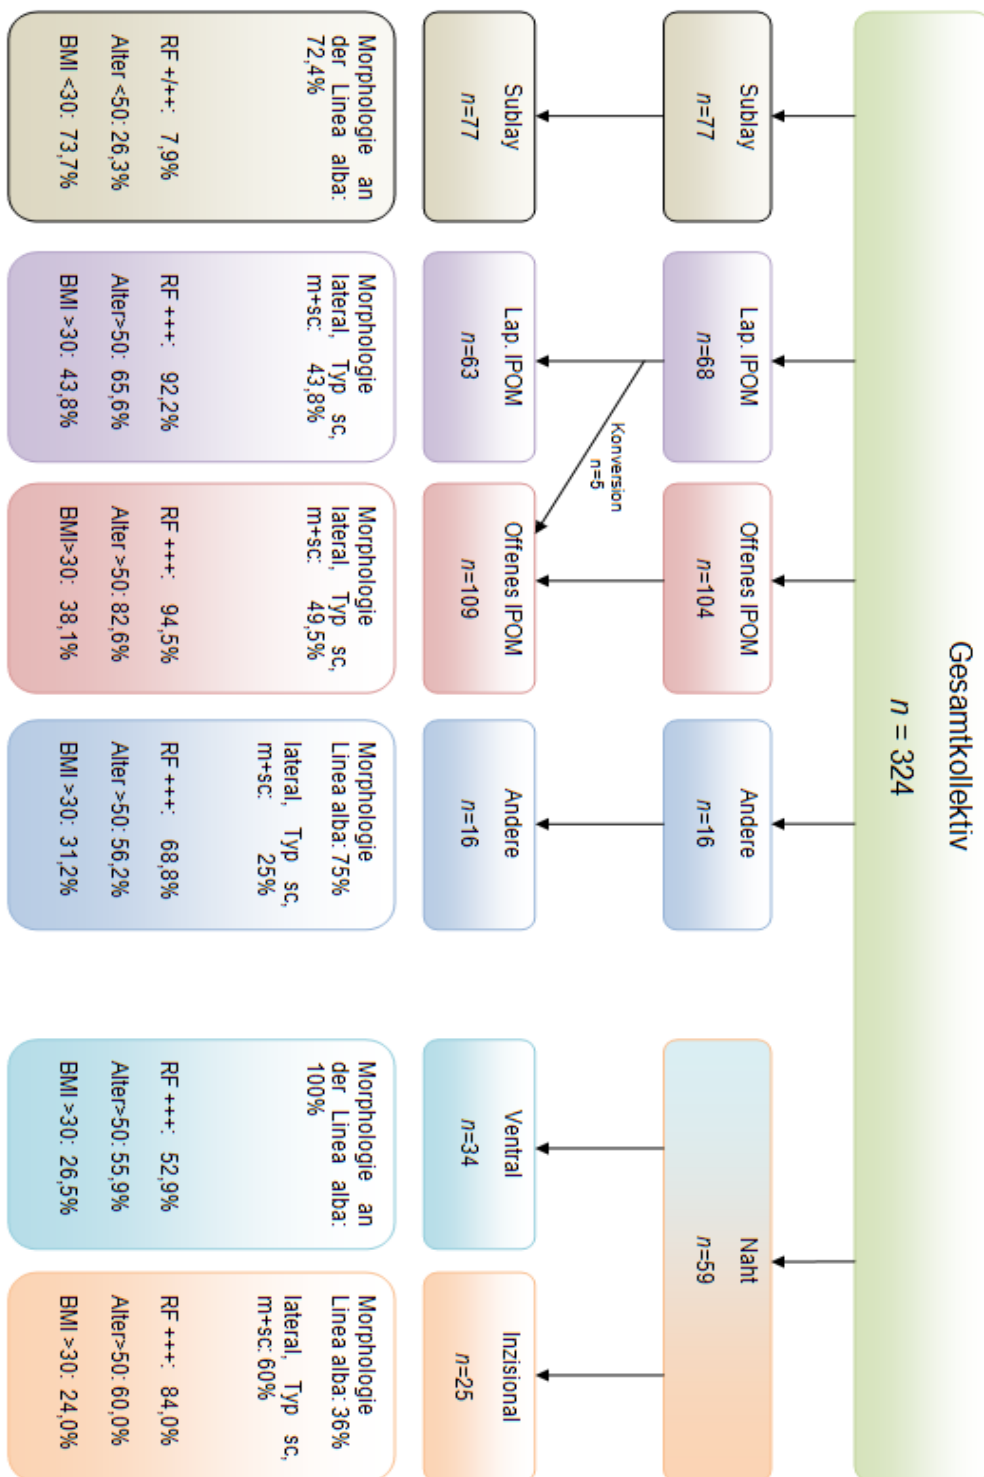 Gesamtkollektiv
n = 324
Sublay
n=77
Lap. IPOM
n=68
Offenes IPOM
n=104
Andere
n=16
Naht
n=59
Konversion
n=5
Sublay
n=77
Lap. IPOM
n=63
Offenes IPOM
n=109
Andere
n=16
Ventral
n=34
Inzisional
n=25
Morphologie an
der Linea alba:
72,4%
RF +/++: 7,9%
Alter <50: 26,3%
BMI <30: 73,7%
Morphologie
lateral, Typ sc,
m+sc: 43,8%
RF +++: 92,2%
Alter>50: 65,6%
BMI >30: 43,8%
Morphologie
lateral, Typ sc,
m+sc: 49,5%
RF +++: 94,5%
Alter >50: 82,6%
BMI>30: 38,1%
Morphologie
Linea alba: 75%
lateral, Typ sc,
m+sc: 25%
RF +++: 68,8%
Alter >50: 56,2%
BMI >30: 31,2%
Morphologie an
der Linea alba:
100%
RF +++: 52,9%
Alter>50: 55,9%
BMI >30: 26,5%
Morphologie
Linea alba: 36%
lateral, Typ sc,
m+sc: 60%
RF +++: 84,0%
Alter>50: 60,0%
BMI >30: 24,0%